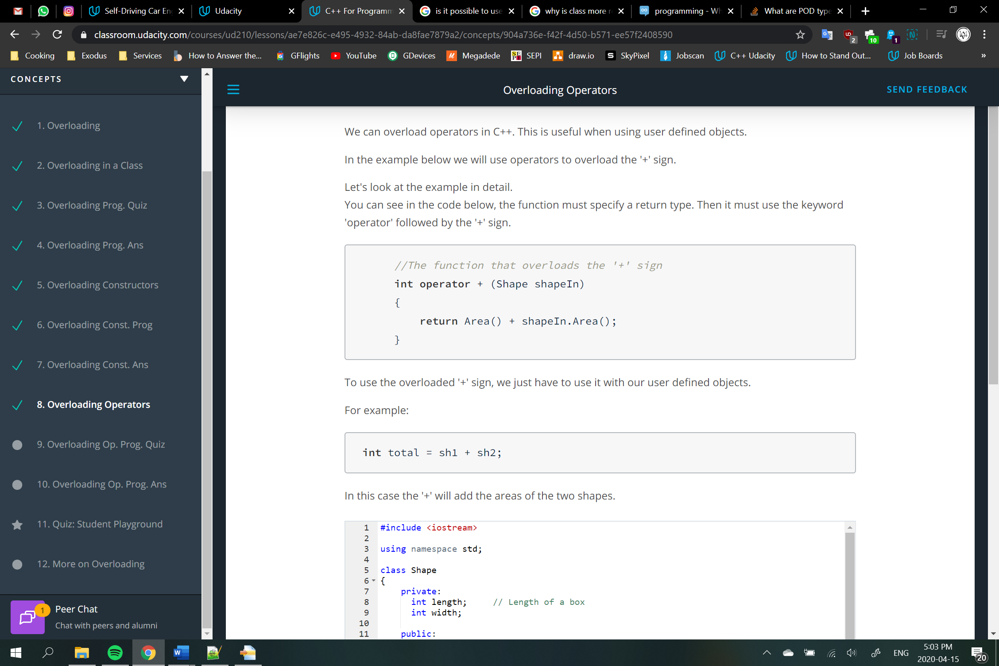 Self-Driving Car En
Udacity
C++ For Programm
is it possible to use
why is class more r
programming - Wh
What are POD type
classroom.udacity.com/courses/ud210/lessons/ae7e826c-e495-4932-84ab-da8fae7879a2/concepts/904a736e-f42f-4d50-b571-ee57f2408590
2
10
1
Cooking
Exodus
Services
How to Answer the...
GFlights
YouTube
GDevices
Megadede
SEPI
draw.io
SkyPixel
Jobscan
C++ Udacity
How to Stand Out...
Job Boards
»
CONCEPTS
1. Overloading
2. Overloading in a Class
3. Overloading Prog. Quiz
4. Overloading Prog. Ans
5. Overloading Constructors
6. Overloading Const. Prog
7. Overloading Const. Ans
8. Overloading Operators
9. Overloading Op. Prog. Quiz
10. Overloading Op. Prog. Ans
11. Quiz: Student Playground
12. More on Overloading
1
Peer Chat
Chat with peers and alumni
Overloading Operators
SEND FEEDBACK
We can overload operators in C++. This is useful when using user defined objects.
In the example below we will use operators to overload the '+' sign.
Let's look at the example in detail.
You can see in the code below, the function must specify a return type. Then it must use the keyword
'operator' followed by the '+' sign.
//The function that overloads the '+' sign
int operator + (Shape shapeIn)
{
return Area() + shapeIn.Area();
}
To use the overloaded '+' sign, we just have to use it with our user defined objects.
For example:
int total = sh1 + sh2;
In this case the '+' will add the areas of the two shapes.
1 #include <iostream>
2
3 using namespace std;
4
5 class Shape
6 {
7 private:
8 int length; // Length of a box
9 int width;
10
11 public:
ENG
5:03 PM
2020-04-15
20